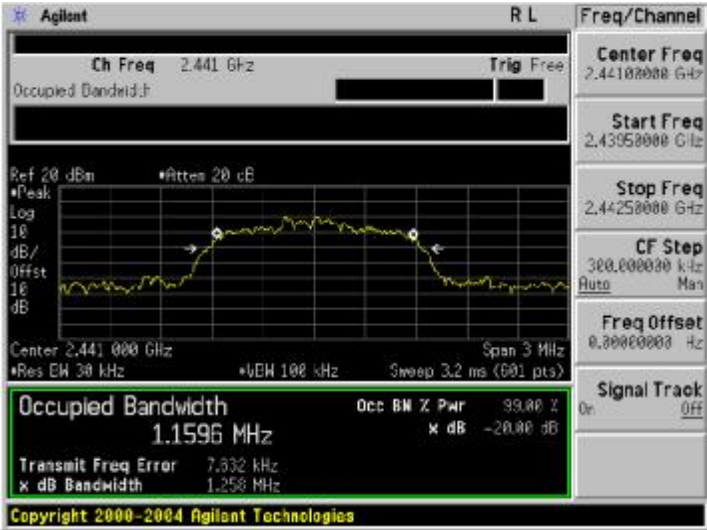 Agilent R L
Freq/Channel
Ch Freq 2.441 GHz Trig Free
Occupied Bandwidth
Center Freq
2.44100000 GHz
Start Freq
2.43950000 GHz
Stop Freq
2.44250000 GHz
CF Step
300.000000 kHz
Auto Man
Freq Offset
0.00000000 Hz
Signal Track
On Off
Ref 20 dBm •Atten 20 dB
•Peak
Log
10
dB/
Offst
10
dB
Center 2.441 000 GHz Span 3 MHz
•Res BW 30 kHz •VBW 100 kHz Sweep 3.2 ms (601 pts)
Occupied Bandwidth Occ BW % Pwr 99.00 %
1.1596 MHz x dB -20.00 dB
Transmit Freq Error kHz
x dB Bandwidth 1.258 MHz
Copyright 2000-2004 Agilent Technologies